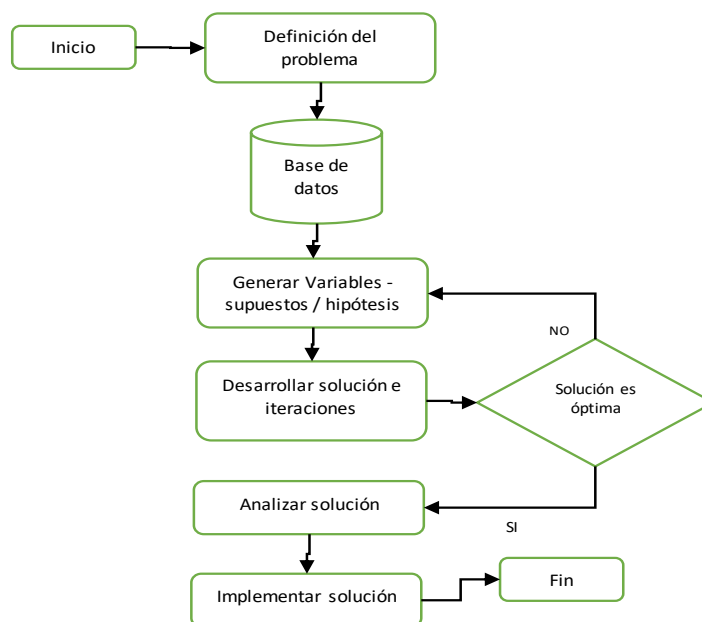 Inicio
Definición del
problema
Base de
datos
Generar Variables -
supuestos / hipótesis
NO
Desarrollar solución e
iteraciones
Solución es
óptima
Analizar solución
SI
Implementar solución
Fin